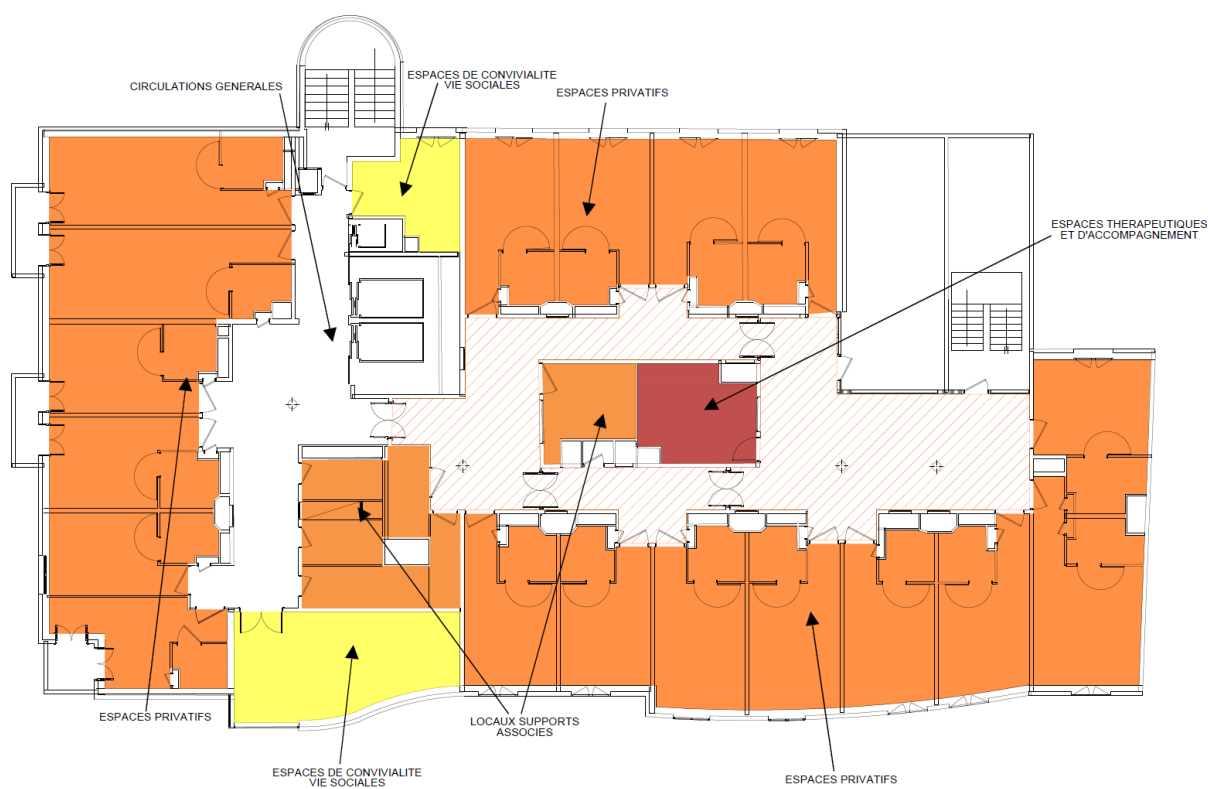 ESPACES DE CONVIVIALITE
VIE SOCIALES
CIRCULATIONS GENERALES
ESPACES PRIVATIFS
ESPACES THERAPEUTIQUES
ET D'ACCOMPAGNEMENT
ESPACES PRIVATIFS
LOCAUX SUPPORTS
ASSOCIES
ESPACES DE CONVIVIALITE
VIE SOCIALES
ESPACES PRIVATIFS